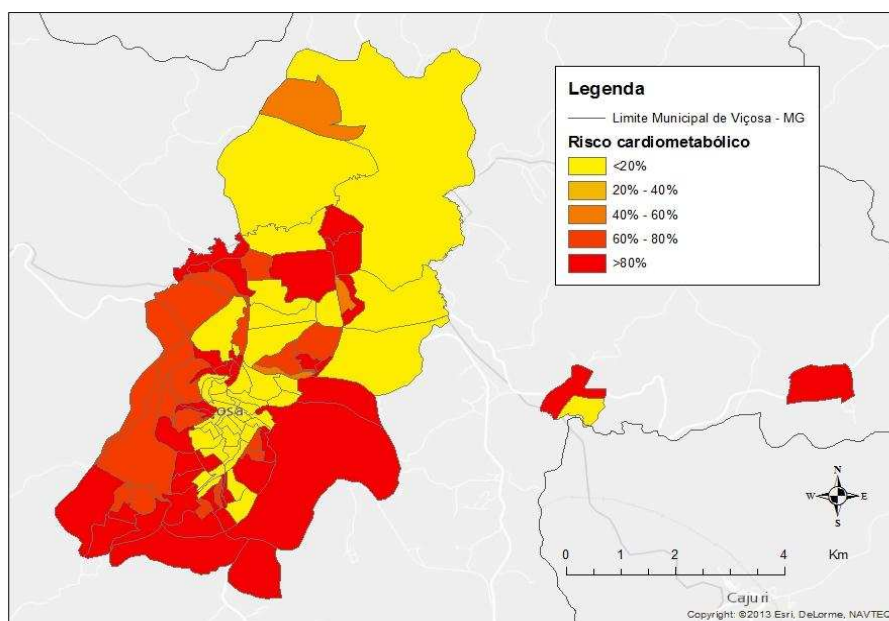 Legenda
Limite Municipal de Viçosa - MG
Risco cardiometabólico
<20%
20% - 40%
40% - 60%
60% - 80%
>80%
osa
N
W
E
S
0 1 2 4 Km
Cajuri
Copyright: ©2013 Esri, DeLorme, NAVTEQ